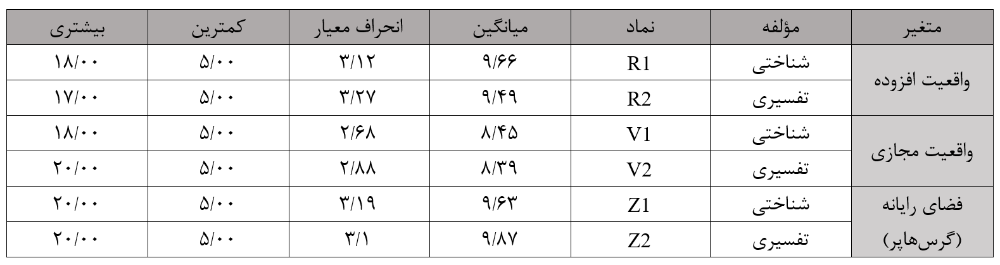 متغیر مؤلفه نماد میانگین انحراف معیار کمترین بیشتری
واقعیت افزوده شناختی R1 ۹/۶۶ ۳/۱۲ ۵/۰۰ ۱۸/۰۰
تفسیری R2 ۹/۴۹ ۳/۲۷ ۵/۰۰ ۱۷/۰۰
واقعیت مجازی شناختی V1 ۸/۴۵ ۲/۶۸ ۵/۰۰ ۱۸/۰۰
تفسیری V2 ۸/۳۹ ۲/۸۸ ۵/۰۰ ۲۰/۰۰
فضای رایانه شناختی Z1 ۹/۶۳ ۳/۱۹ ۵/۰۰ ۲۰/۰۰
(گرس‌هاپر) تفسیری Z2 ۹/۸۷ ۳/۱ ۵/۰۰ ۲۰/۰۰